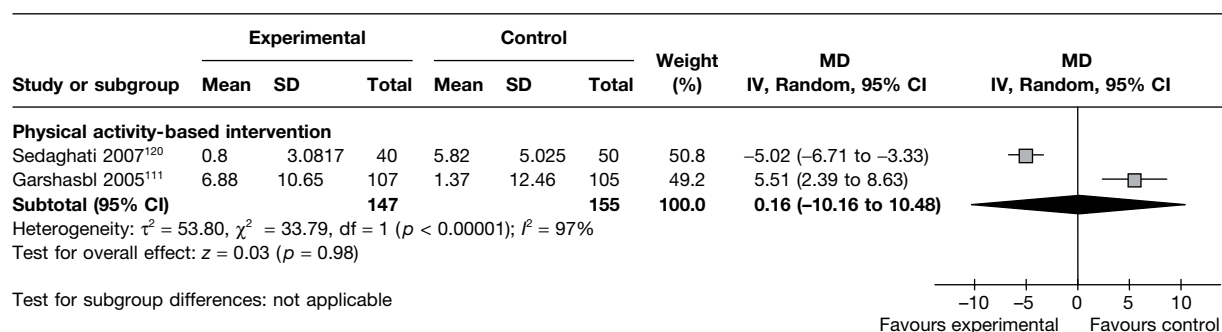 Experimental Control
Study or subgroup Mean SD Total Mean SD Total Weight (%) MD IV, Random, 95% CI MD IV, Random, 95% CI
Physical activity-based intervention
Sedaghati 2007¹²⁰ 0.8 3.0817 40 5.82 5.025 50 50.8 −5.02 (−6.71 to −3.33)
Garshasbl 2005¹¹¹ 6.88 10.65 107 1.37 12.46 105 49.2 5.51 (2.39 to 8.63)
Subtotal (95% CI) 147 155 100.0 0.16 (−10.16 to 10.48)
Heterogeneity: τ² = 53.80, χ² = 33.79, df = 1 (p < 0.00001); I² = 97%
Test for overall effect: z = 0.03 (p = 0.98)
Test for subgroup differences: not applicable
−10 −5 0 5 10
Favours experimental Favours control